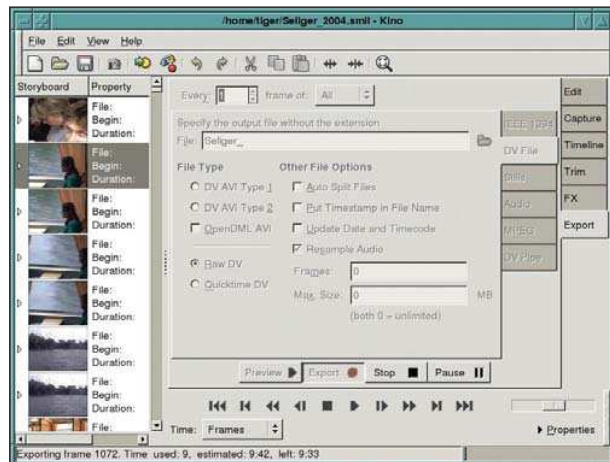 /home/tiger/Seliger_2004.smil - Kino
File Edit View Help
Storyboard Property
File:
Begin:
Duration:
File:
Begin:
Duration:
File:
Begin:
Duration:
File:
Begin:
Duration:
File:
Begin:
Duration:
File:
Begin:
Duration:
File:
Begin:
Duration:
File:
Every: 1 frame of: All
Specify the output file without the extension
File: Seliger_
File Type
DV AVI Type 1
DV AVI Type 2
OpenDML AVI
Raw DV
Quicktime DV
Other File Options
Auto Split Files
Put Timestamp in File Name
Update Date and Timecode
Resample Audio
Frames: 0
Max. Size: 0 MB
(both 0 = unlimited)
IEEE 1394
DV File
Stills
Audio
MPEG
DV Pipe
Edit
Capture
Timeline
Trim
FX
Export
Preview Export Stop Pause
Time: Frames
Properties
Exporting frame 1072. Time used: 9, estimated: 9:42, left: 9:33